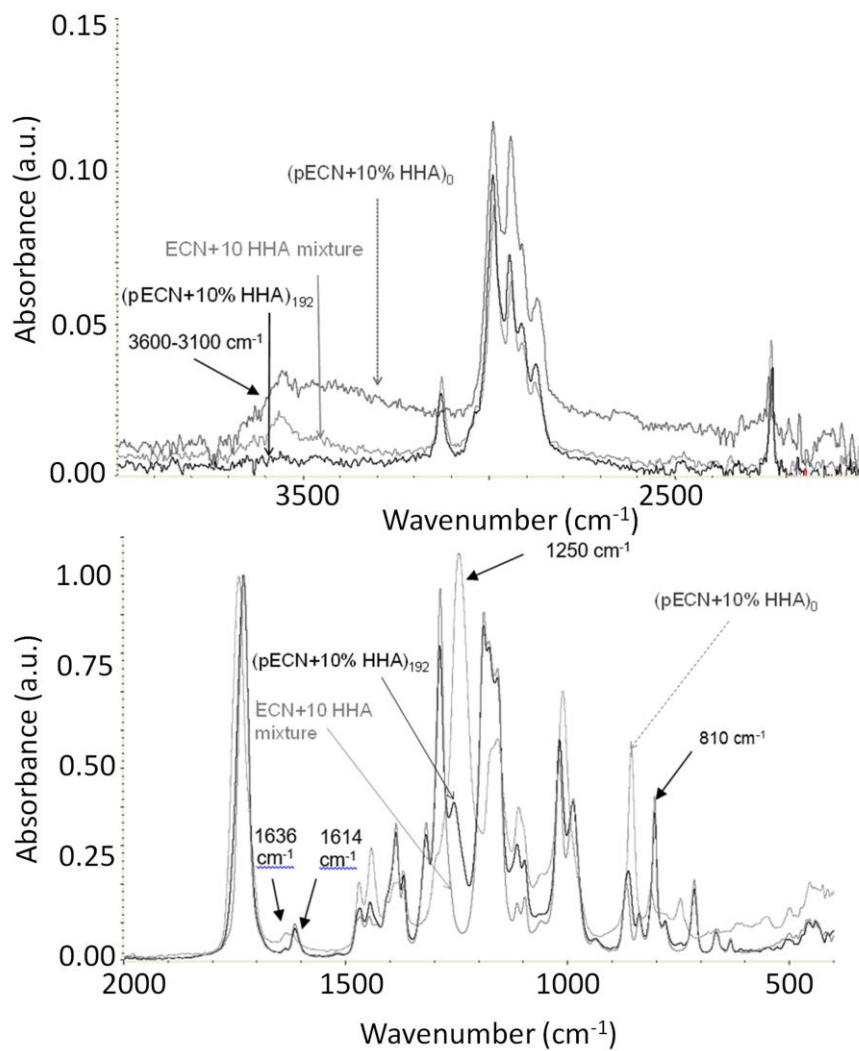 0.15
0.10
0.05
0.00
Absorbance (a.u.)
(pECN+10% HHA)0
ECN+10 HHA mixture
(pECN+10% HHA)192
3600-3100 cm-1
3500
2500
Wavenumber (cm-1)
1.00
0.75
0.50
0.25
0.00
Absorbance (a.u.)
1250 cm-1
(pECN+10% HHA)0
(pECN+10% HHA)192
ECN+10 HHA
mixture
810 cm-1
1636
cm-1
1614
cm-1
2000
1500
1000
500
Wavenumber (cm-1)